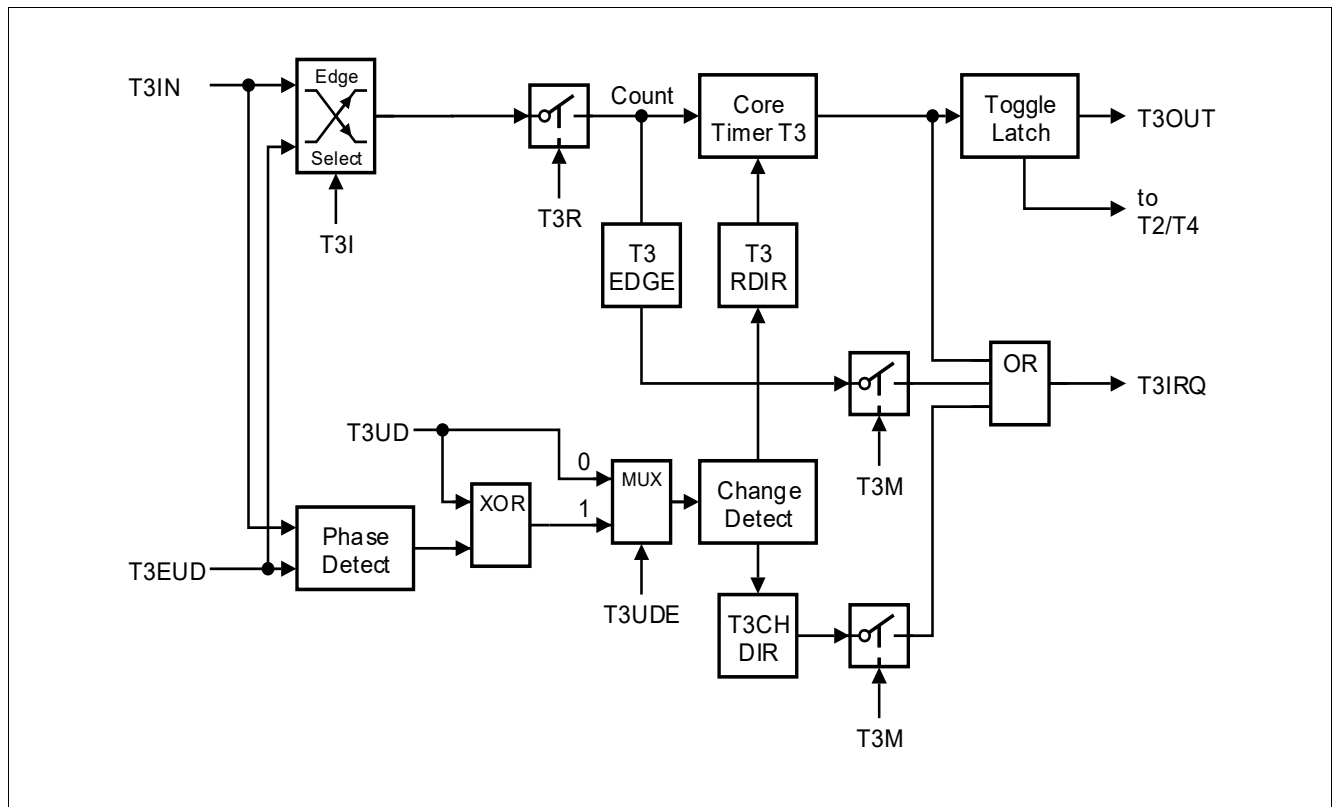 T3IN
Edge
Select
T3I
T3R
Count
Core
Timer T3
Toggle
Latch
T3OUT
to
T2/T4
T3
EDGE
T3
RDIR
OR
T3IRQ
T3M
T3UD
0
1
XOR
MUX
Change
Detect
Phase
Detect
T3EUD
T3UDE
T3CH
DIR
T3M